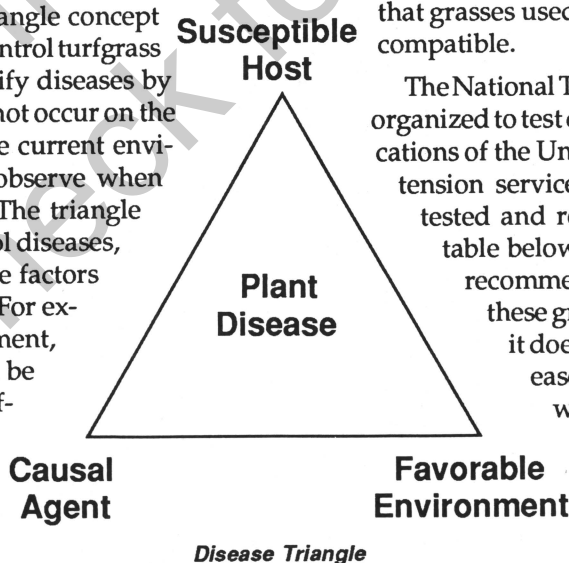 angle concept
ntrol turfgrass
ify diseases by
not occur on the
e current envi-
observe when
The triangle
ol diseases,
e factors
For ex-
ment,
be
f-
Susceptible
Host
Plant
Disease
Causal
Agent
Favorable
Environment
Disease Triangle
that grasses used
compatible.
The National T
organized to test
cations of the Un
tension service
tested and re
table below
recomme
these gr
it doe
eas
w